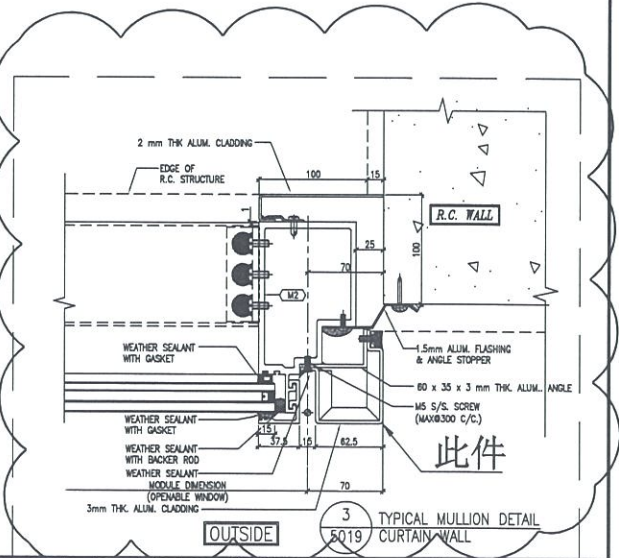 2 mm THK ALUM. CLADDING
EDGE OF
R.C. STRUCTURE
100
15
R.C. WALL
25
100
70
M2
1.5mm ALUM. FLASHING
& ANGLE STOPPER
WEATHER SEALANT
WITH GASKET
60 x 35 x 3 mm THK. ALUM. ANGLE
M5 S/S. SCREW
(MAX@300 C/C.)
WEATHER SEALANT
WITH GASKET
15
37.5
15
62.5
此件
WEATHER SEALANT
WITH BACKER ROD
WEATHER SEALANT
MODULE DIMENSION
(OPENABLE WINDOW)
70
3mm THK. ALUM. CLADDING
OUTSIDE
3
5019
TYPICAL MULLION DETAIL
CURTAIN WALL